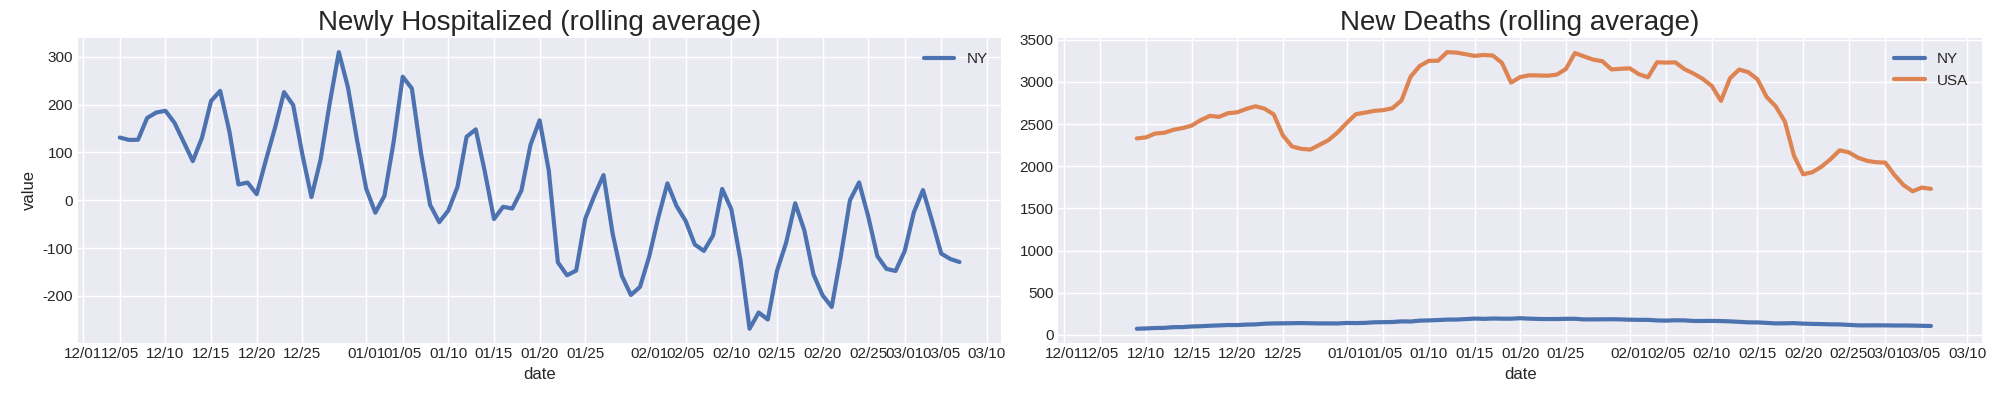 Newly Hospitalized (rolling average)
NY
300
200
100
0
-100
-200
value
12/01 12/05 12/10 12/15 12/20 12/25 01/01 01/05 01/10 01/15 01/20 01/25 02/01 02/05 02/10 02/15 02/20 02/25 03/01 03/05 03/10
date
New Deaths (rolling average)
NY
USA
3500
3000
2500
2000
1500
1000
500
0
12/01 12/05 12/10 12/15 12/20 12/25 01/01 01/05 01/10 01/15 01/20 01/25 02/01 02/05 02/10 02/15 02/20 02/25 03/01 03/05 03/10
date